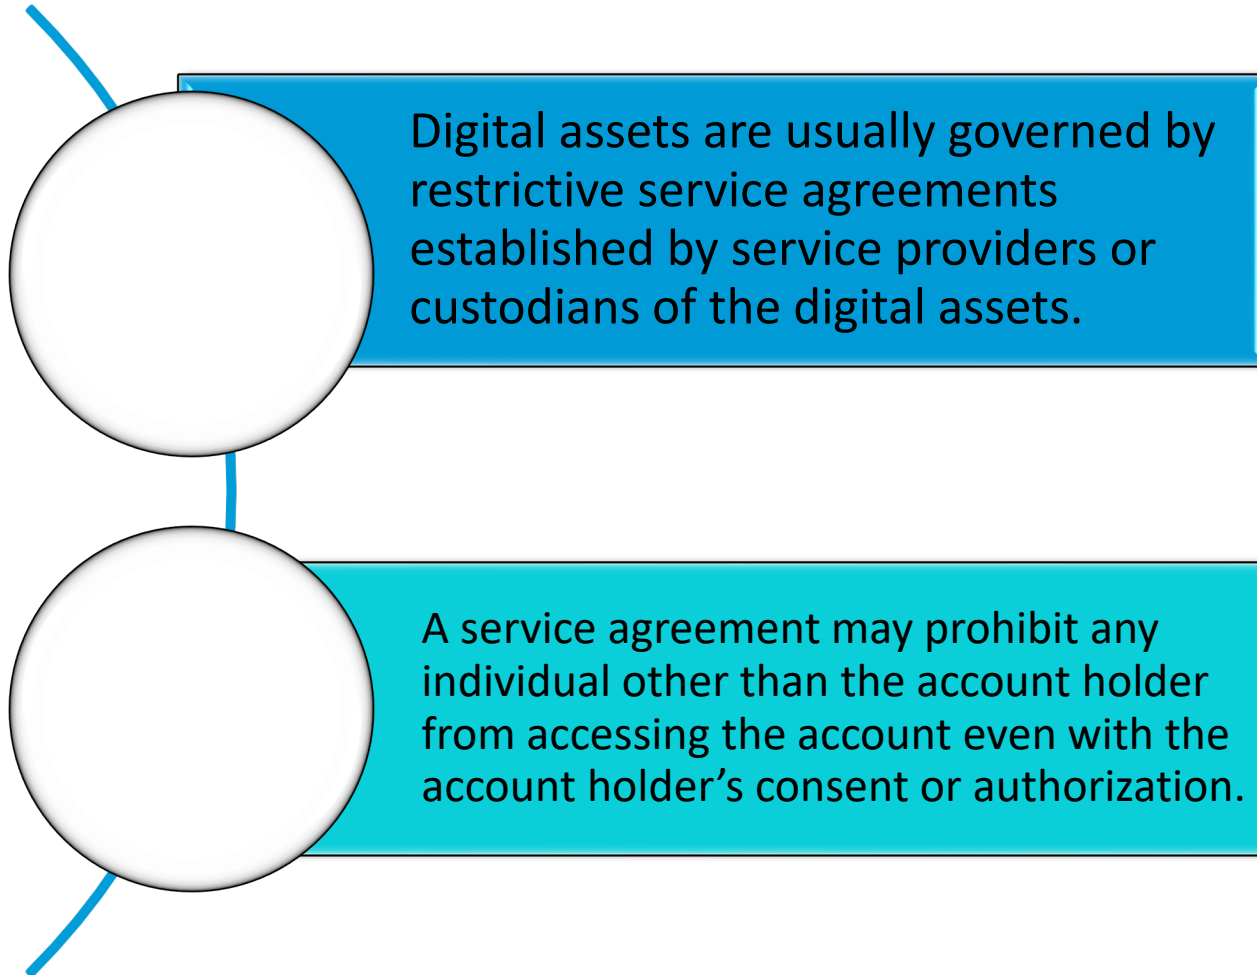 Digital assets are usually governed by
restrictive service agreements
established by service providers or
custodians of the digital assets.
A service agreement may prohibit any
individual other than the account holder
from accessing the account even with the
account holder’s consent or authorization.